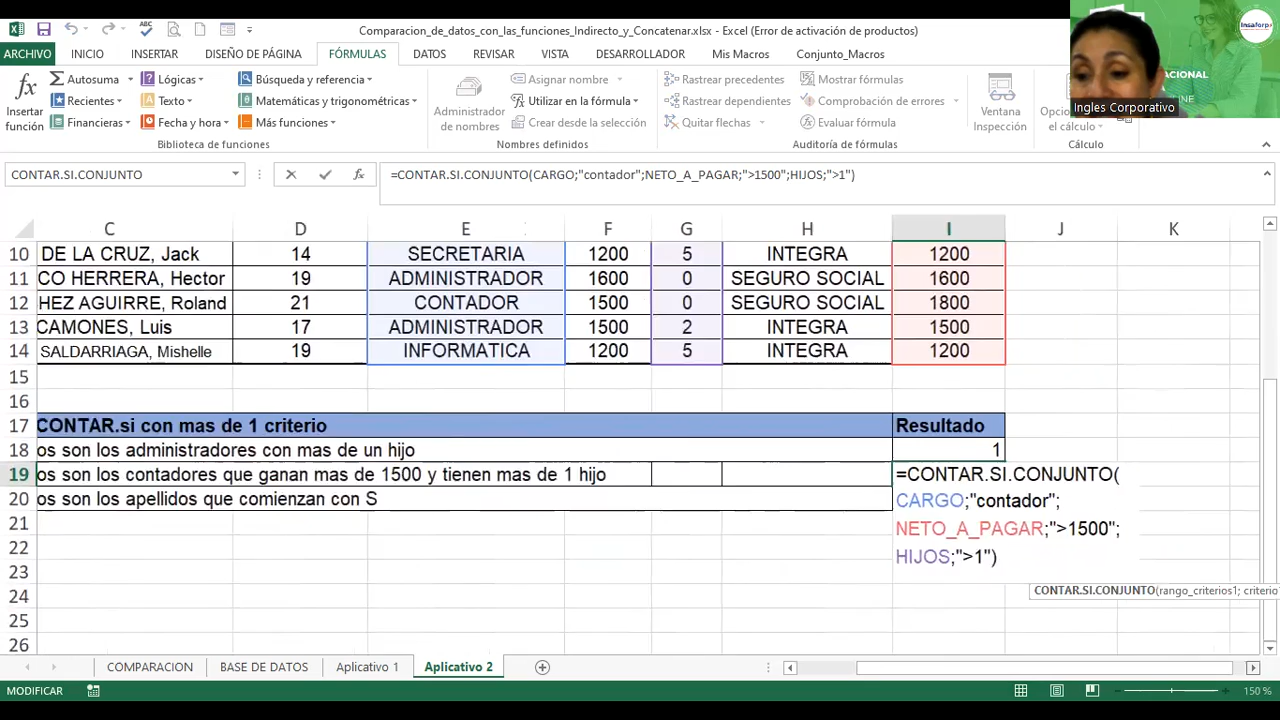 Comparacion_de_datos_con_las_funciones_Indirecto_y_Concatenar.xlsx - Excel (Error de activación de productos)
Insaforp
ARCHIVO INICIO INSERTAR DISEÑO DE PÁGINA FÓRMULAS DATOS REVISAR VISTA DESARROLLADOR Mis Macros Conjunto_Macros
ACIONAL
Ingles Corporativo
Insertar función
Autosuma Lógicas Búsqueda y referencia
Recientes Texto Matemáticas y trigonométricas
Financieras Fecha y hora Más funciones
Biblioteca de funciones
Administrador de nombres
Asignar nombre
Utilizar en la fórmula
Crear desde la selección
Nombres definidos
Rastrear precedentes Mostrar fórmulas
Rastrear dependientes Comprobación de errores
Quitar flechas Evaluar fórmula
Auditoría de fórmulas
Ventana Inspección
el cálculo
Cálculo
CONTAR.SI.CONJUNTO =CONTAR.SI.CONJUNTO(CARGO;"contador";NETO_A_PAGAR;">1500";HIJOS;">1")
C D E F G H I J K
10 DE LA CRUZ, Jack 14 SECRETARIA 1200 5 INTEGRA 1200
11 CO HERRERA, Hector 19 ADMINISTRADOR 1600 0 SEGURO SOCIAL 1600
12 HEZ AGUIRRE, Roland 21 CONTADOR 1500 0 SEGURO SOCIAL 1800
13 CAMONES, Luis 17 ADMINISTRADOR 1500 2 INTEGRA 1500
14 SALDARRIAGA, Mishelle 19 INFORMATICA 1200 5 INTEGRA 1200
15
16
17 CONTAR.si con mas de 1 criterio Resultado
18 os son los administradores con mas de un hijo 1
19 os son los contadores que ganan mas de 1500 y tienen mas de 1 hijo =CONTAR.SI.CONJUNTO(
20 os son los apellidos que comienzan con S CARGO;"contador";
21 NETO_A_PAGAR;">1500";
22 HIJOS;">1")
23
24 CONTAR.SI.CONJUNTO(rango_criterios1; criterio
25
26
COMPARACION BASE DE DATOS Aplicativo 1 Aplicativo 2
MODIFICAR 150 %